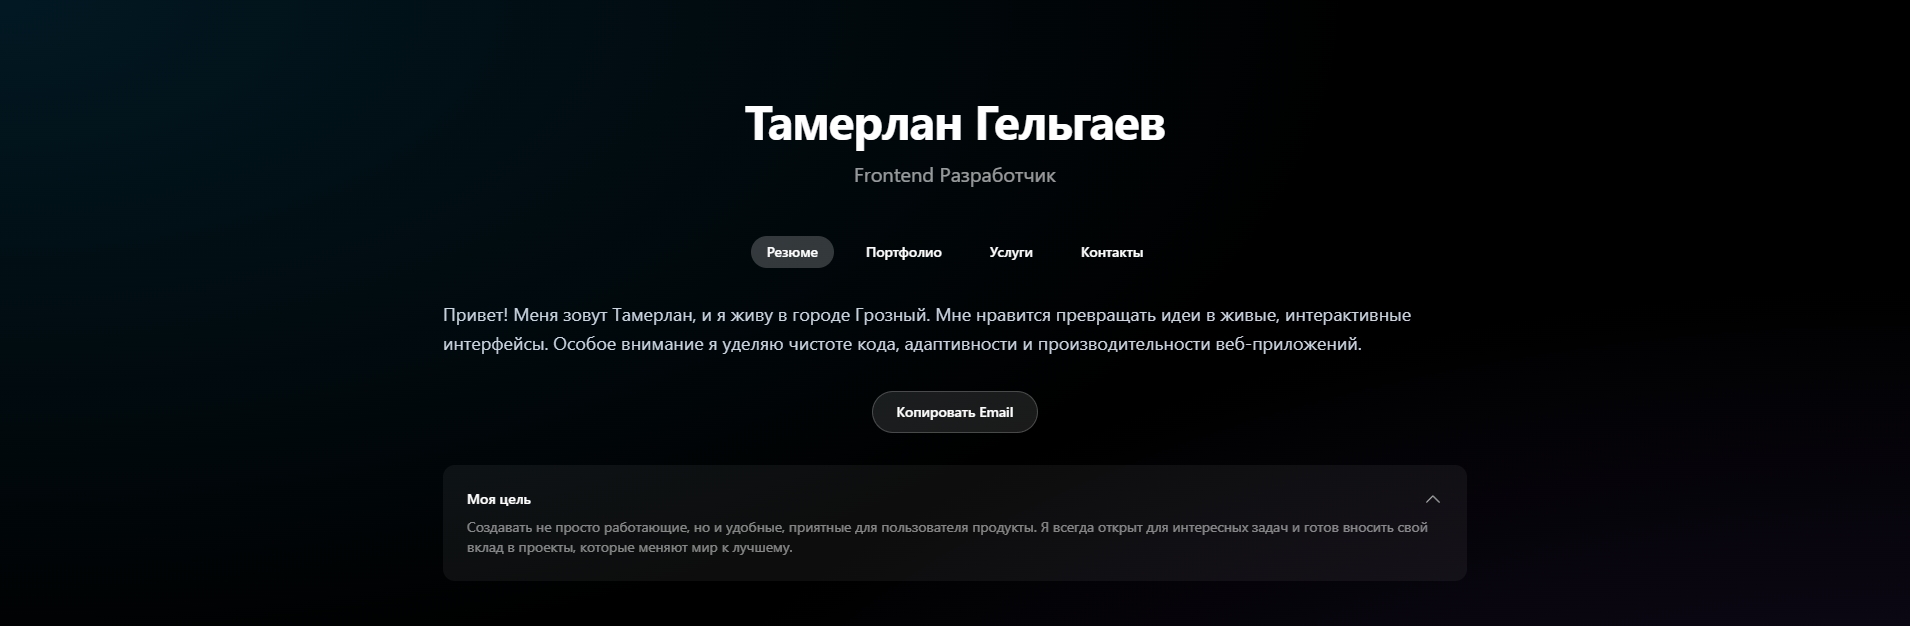 Тамерлан Гельгаев
Frontend Разработчик
Резюме Портфолио Услуги Контакты
Привет! Меня зовут Тамерлан, и я живу в городе Грозный. Мне нравится превращать идеи в живые, интерактивные
интерфейсы. Особое внимание я уделяю чистоте кода, адаптивности и производительности веб-приложений.
Копировать Email
Моя цель
Создавать не просто работающие, но и удобные, приятные для пользователя продукты. Я всегда открыт для интересных задач и готов вносить свой
вклад в проекты, которые меняют мир к лучшему.